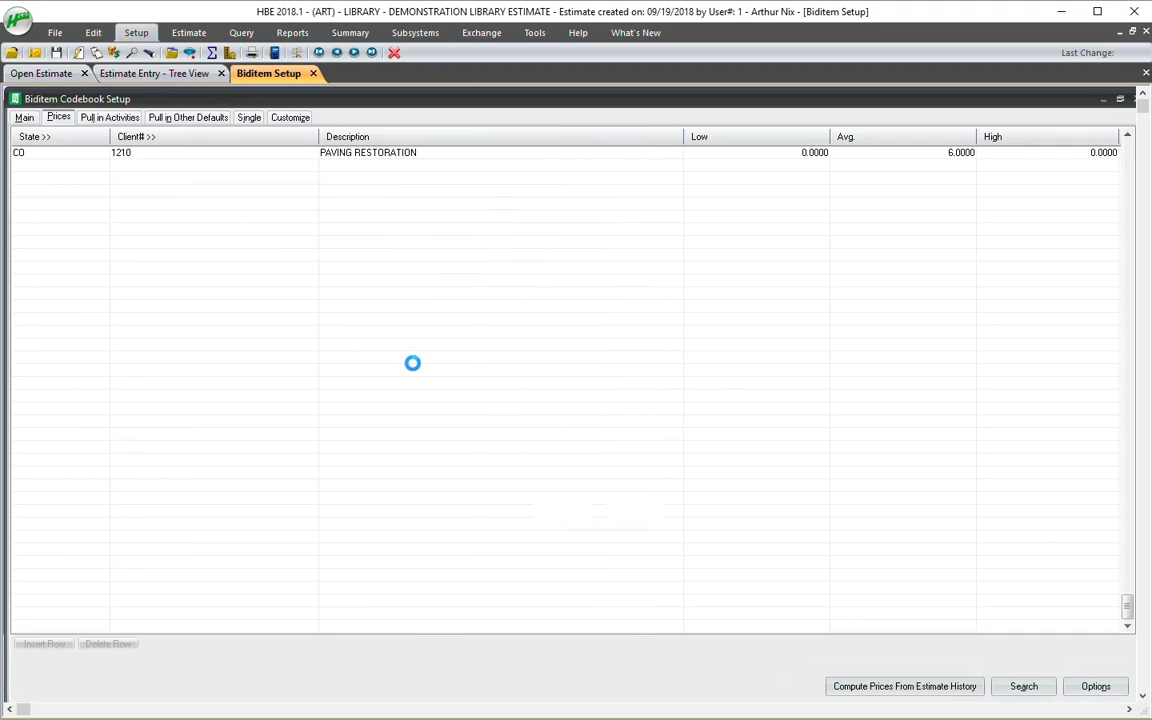 HBE 2018.1 - (ART) - LIBRARY - DEMONSTRATION LIBRARY ESTIMATE - Estimate created on: 09/19/2018 by User#: 1 - Arthur Nix - [Biditem Setup]
File Edit Setup Estimate Query Reports Summary Subsystems Exchange Tools Help What's New
Last Change:
Open Estimate Estimate Entry - Tree View Biditem Setup
Biditem Codebook Setup
Main Prices Pull in Activities Pull in Other Defaults Single Customize
State >> Client# >> Description Low Avg. High
CO 1210 PAVING RESTORATION 0.0000 6.0000 0.0000
Insert Row Delete Row
Compute Prices From Estimate History Search Options